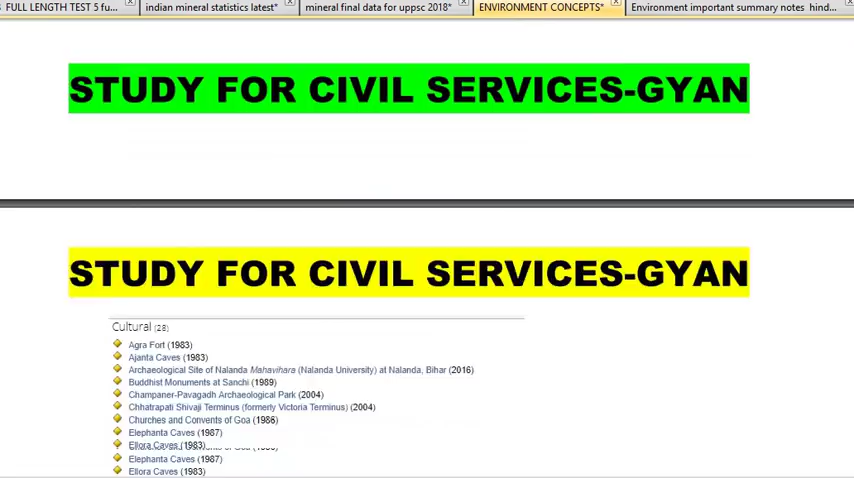 FULL LENGTH TEST 5 fu...
indian mineral statistics latest*
mineral final data for uppsc 2018*
ENVIRONMENT CONCEPTS*
Environment important summary notes hind...
STUDY FOR CIVIL SERVICES-GYAN
STUDY FOR CIVIL SERVICES-GYAN
Cultural (28)
Agra Fort (1983)
Ajanta Caves (1983)
Archaeological Site of Nalanda Mahavihara (Nalanda University) at Nalanda, Bihar (2016)
Buddhist Monuments at Sanchi (1989)
Champaner-Pavagadh Archaeological Park (2004)
Chhatrapati Shivaji Terminus (formerly Victoria Terminus) (2004)
Churches and Convents of Goa (1986)
Elephanta Caves (1987)
Ellora Caves (1983)
Elephanta Caves (1987)
Ellora Caves (1983)